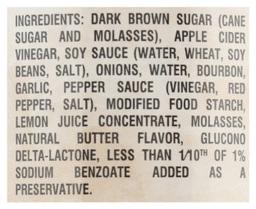 INGREDIENTS: DARK BROWN SUGAR (CANE
SUGAR AND MOLASSES), APPLE CIDER
VINEGAR, SOY SAUCE (WATER, WHEAT, SOY
BEANS, SALT), ONIONS, WATER, BOURBON,
GARLIC, PEPPER SAUCE (VINEGAR, RED
PEPPER, SALT), MODIFIED FOOD STARCH,
LEMON JUICE CONCENTRATE, MOLASSES,
NATURAL BUTTER FLAVOR, GLUCONO
DELTA-LACTONE, LESS THAN 1/10TH OF 1%
SODIUM BENZOATE ADDED AS A
PRESERVATIVE.